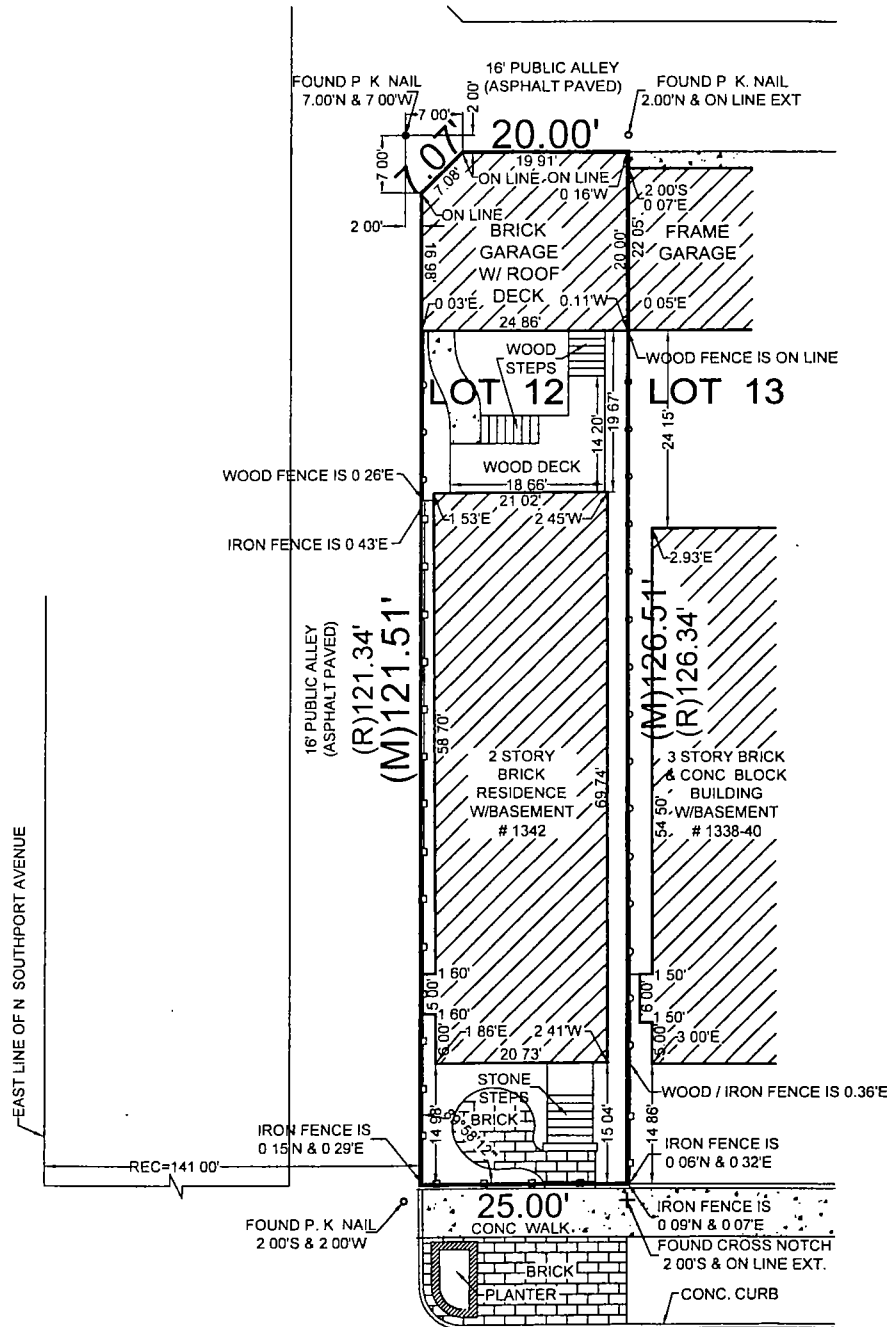 16' PUBLIC ALLEY
(ASPHALT PAVED)
FOUND P K NAIL
7.00'N & 7 00'W
FOUND P K. NAIL
2.00'N & ON LINE EXT
7 00'
2 00'
20.00'
7 00'
.07'
7.08'
19 91'
ON LINE
ON LINE
0 16'W
2 00'S
0 07'E
ON LINE
2 00'
16 98'
BRICK
GARAGE
W/ ROOF
DECK
20 00'
22 05'
FRAME
GARAGE
0 03'E
0.11'W
0 05'E
24 86'
WOOD
STEPS
WOOD FENCE IS ON LINE
LOT 12
LOT 13
14 20'
19 67'
24 15'
WOOD DECK
18 66'
WOOD FENCE IS 0 26'E
21 02'
1 53'E
2 45'W
IRON FENCE IS 0 43'E
2.93'E
16' PUBLIC ALLEY
(ASPHALT PAVED)
(R)121.34'
(M)121.51'
58 70'
(M)126.51'
(R)126.34'
2 STORY
BRICK
RESIDENCE
W/BASEMENT
# 1342
69 74'
3 STORY BRICK
& CONC BLOCK
BUILDING
W/BASEMENT
# 1338-40
54 50'
EAST LINE OF N SOUTHPORT AVENUE
1 60'
5 00'
1 60'
1 50'
6 00'
1 50'
6 00'
1 86'E
2 41'W
5 00'
3 00'E
20 73'
STONE
STEPS
BRICK
WOOD / IRON FENCE IS 0.36'E
14 98'
89°58'12"
15 04'
14 86'
IRON FENCE IS
0 15'N & 0 29'E
IRON FENCE IS
0 06'N & 0 32'E
REC=141 00'
25.00'
IRON FENCE IS
0 09'N & 0 07'E
FOUND P. K NAIL
2 00'S & 2 00'W
CONC WALK
FOUND CROSS NOTCH
2 00'S & ON LINE EXT.
BRICK
PLANTER
CONC. CURB